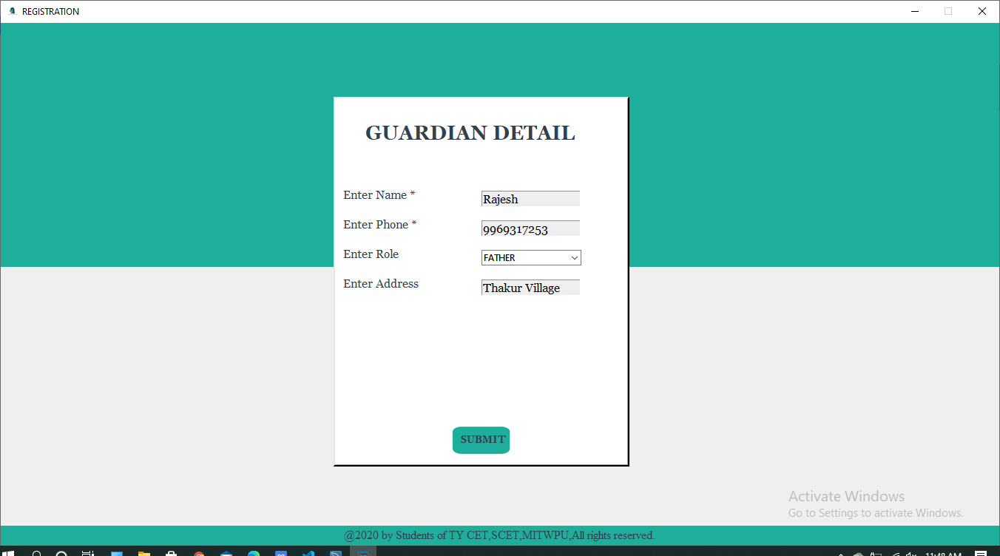 REGISTRATION
GUARDIAN DETAIL
Enter Name * Rajesh
Enter Phone * 9969317253
Enter Role FATHER
Enter Address Thakur Village
SUBMIT
Activate Windows
Go to Settings to activate Windows.
@2020 by Students of TY CET,SCET,MITWPU,All rights reserved.
11:48 AM